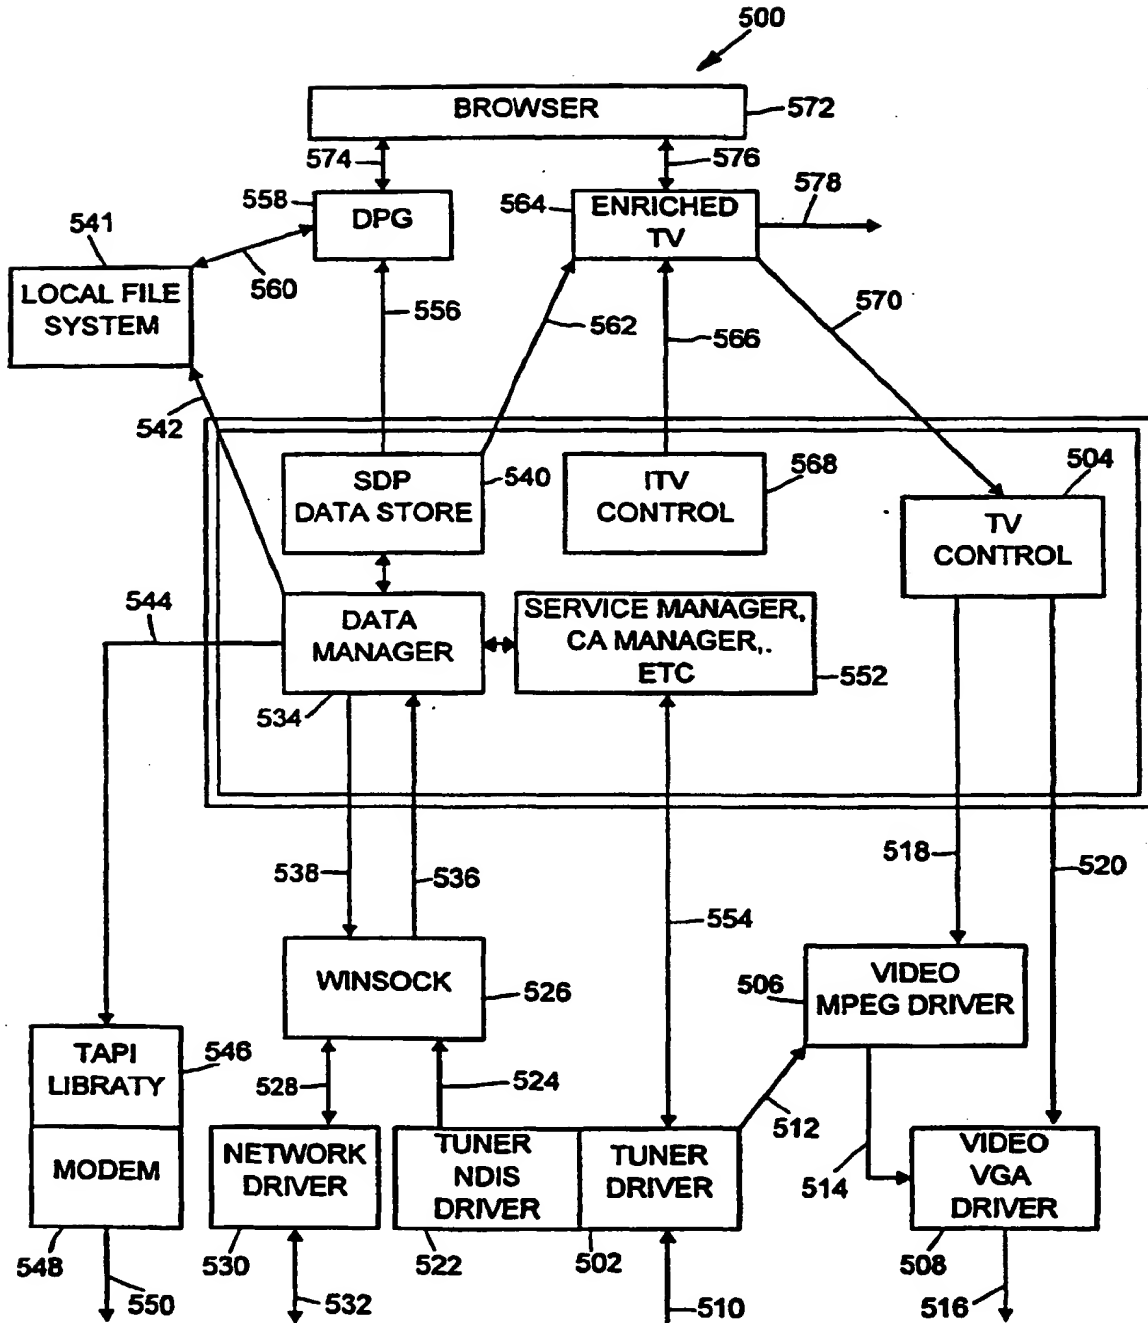 500
BROWSER
572
574
576
558
DPG
564
ENRICHED
TV
578
541
560
LOCAL FILE
SYSTEM
556
562
566
570
542
SDP
DATA STORE
540
ITV
CONTROL
568
504
TV
CONTROL
544
DATA
MANAGER
534
SERVICE MANAGER,
CA MANAGER,.
ETC
552
538
536
518
520
554
WINSOCK
526
506
VIDEO
MPEG DRIVER
TAPI
LIBRATY
546
528
524
512
MODEM
NETWORK
DRIVER
TUNER
NDIS
DRIVER
TUNER
DRIVER
514
VIDEO
VGA
DRIVER
548
550
530
532
522
502
510
508
516